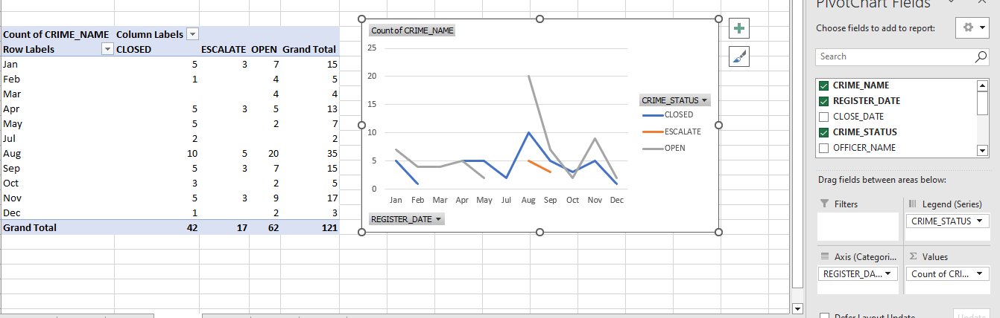 Count of CRIME_NAME Column Labels
Row Labels CLOSED ESCALATE OPEN Grand Total
Jan 5 3 7 15
Feb 1 4 5
Mar 4 4
Apr 5 3 5 13
May 5 2 7
Jul 2 2
Aug 10 5 20 35
Sep 5 3 7 15
Oct 3 2 5
Nov 5 3 9 17
Dec 1 2 3
Grand Total 42 17 62 121
Count of CRIME_NAME
25
20
15
10
5
0
Jan Feb Mar Apr May Jul Aug Sep Oct Nov Dec
REGISTER_DATE
CRIME_STATUS
CLOSED
ESCALATE
OPEN
PivotChart Fields
Choose fields to add to report:
Search
CRIME_NAME
REGISTER_DATE
CLOSE_DATE
CRIME_STATUS
OFFICER_NAME
Drag fields between areas below:
Filters
Legend (Series)
CRIME_STATUS
Axis (Categori...
REGISTER_DA...
Σ Values
Count of CRI...
Defer Layout Update Update